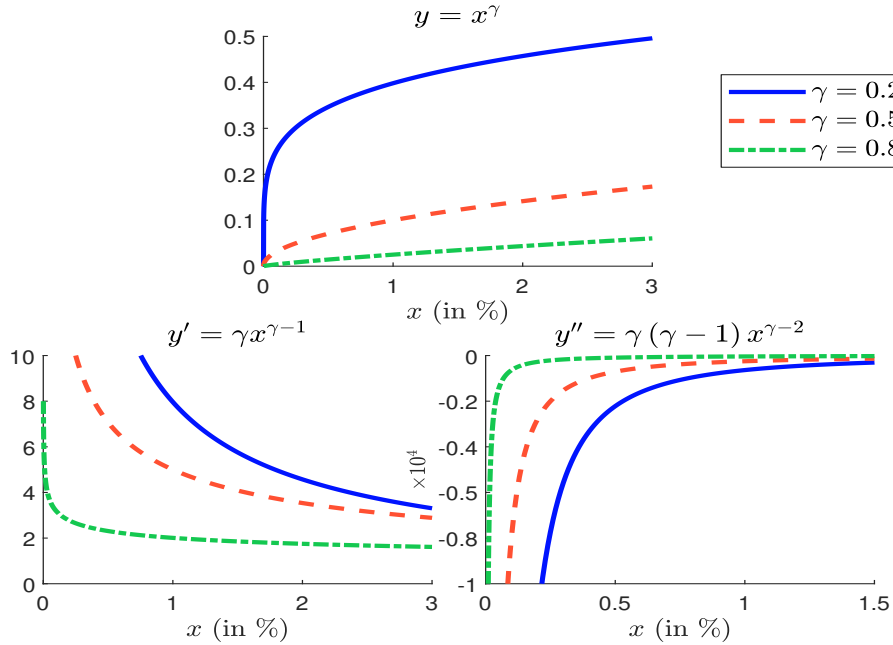 y = x^γ
0.5
0.4
0.3
0.2
0.1
0
0 1 2 3
x (in %)
γ = 0.2
γ = 0.5
γ = 0.8
y′ = γx^{γ−1}
10
8
6
4
2
0
0 1 2 3
x (in %)
y″ = γ (γ − 1) x^{γ−2}
×10^4
0
-0.2
-0.5
-0.8
-1
0 0.5 1 1.5
x (in %)